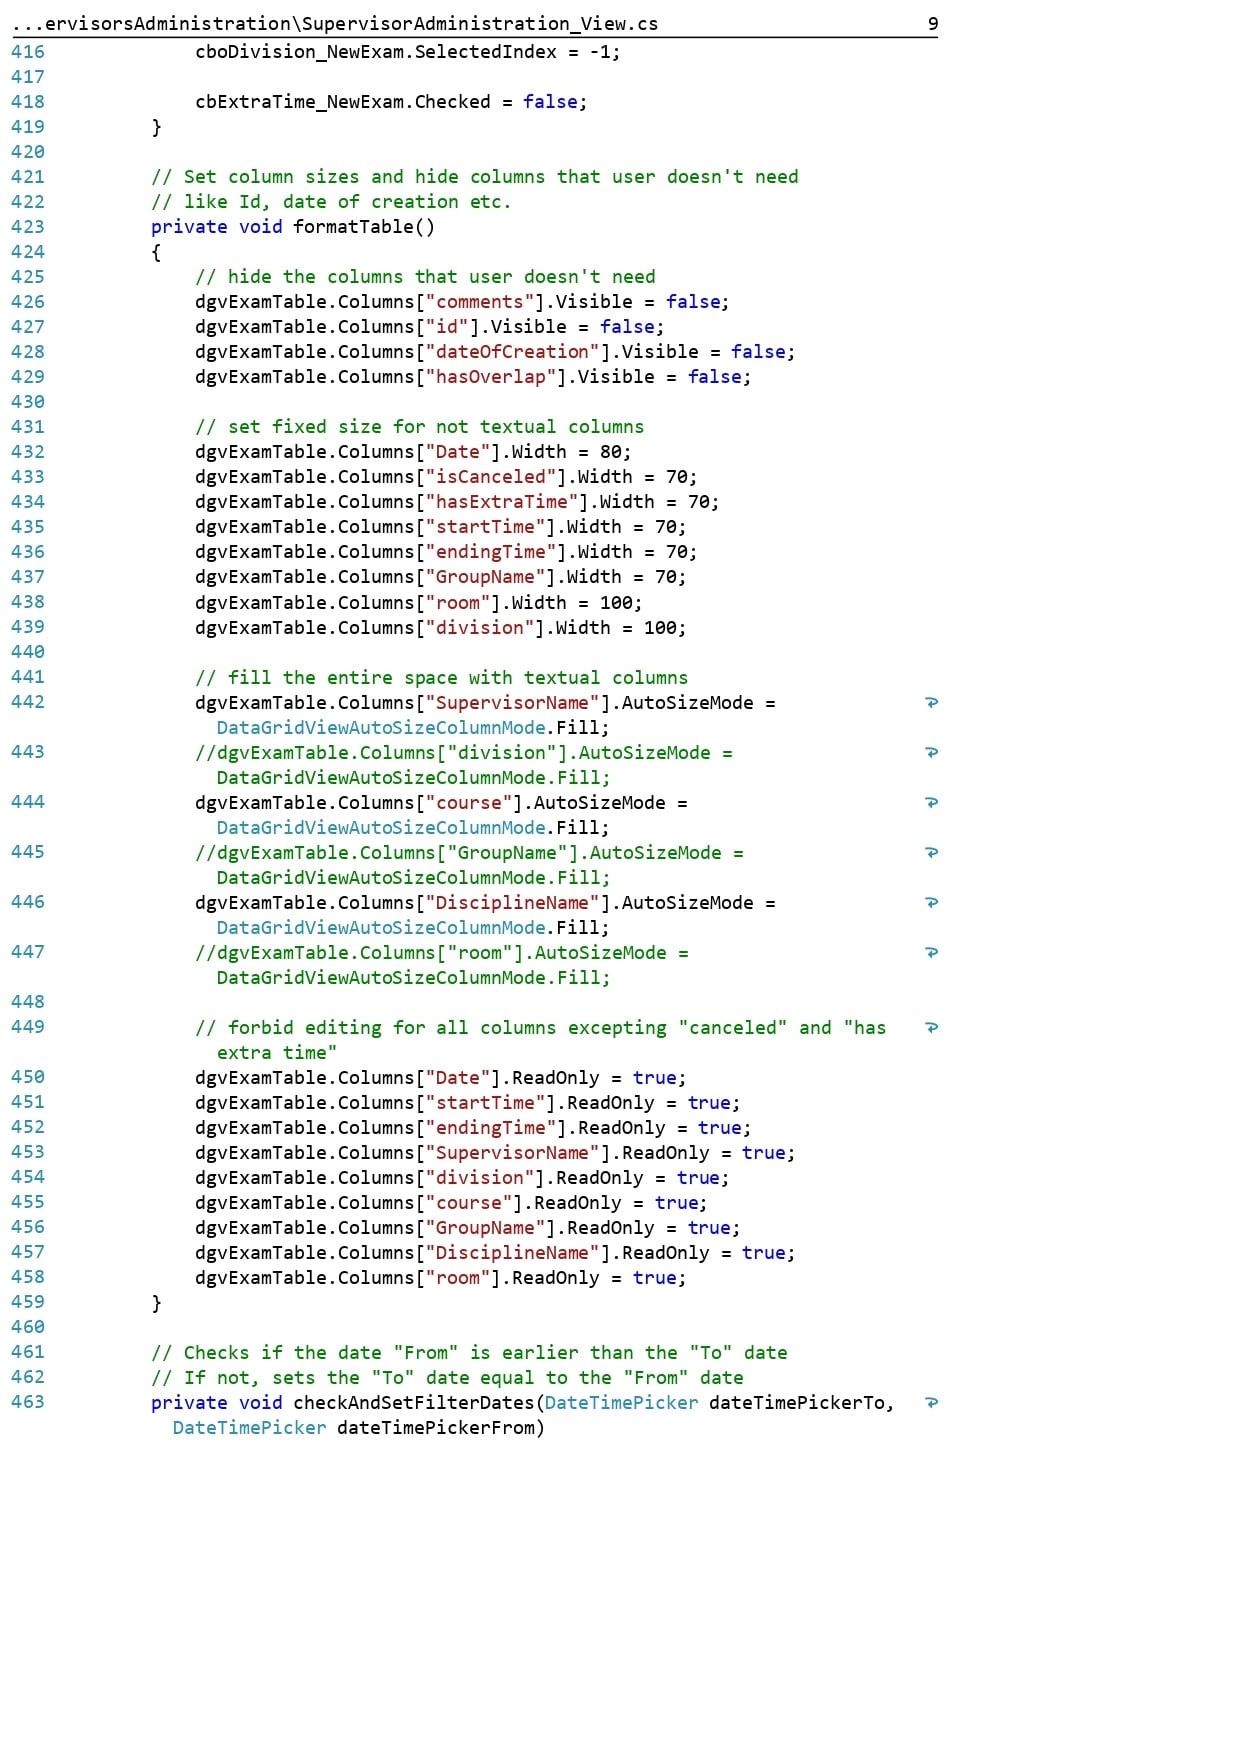 ...ervisorsAdministration\SupervisorAdministration_View.cs 9
416 cboDivision_NewExam.SelectedIndex = -1;
417
418 cbExtraTime_NewExam.Checked = false;
419 }
420
421 // Set column sizes and hide columns that user doesn't need
422 // like Id, date of creation etc.
423 private void formatTable()
424 {
425 // hide the columns that user doesn't need
426 dgvExamTable.Columns["comments"].Visible = false;
427 dgvExamTable.Columns["id"].Visible = false;
428 dgvExamTable.Columns["dateOfCreation"].Visible = false;
429 dgvExamTable.Columns["hasOverlap"].Visible = false;
430
431 // set fixed size for not textual columns
432 dgvExamTable.Columns["Date"].Width = 80;
433 dgvExamTable.Columns["isCanceled"].Width = 70;
434 dgvExamTable.Columns["hasExtraTime"].Width = 70;
435 dgvExamTable.Columns["startTime"].Width = 70;
436 dgvExamTable.Columns["endingTime"].Width = 70;
437 dgvExamTable.Columns["GroupName"].Width = 70;
438 dgvExamTable.Columns["room"].Width = 100;
439 dgvExamTable.Columns["division"].Width = 100;
440
441 // fill the entire space with textual columns
442 dgvExamTable.Columns["SupervisorName"].AutoSizeMode =
DataGridViewAutoSizeColumnMode.Fill;
443 //dgvExamTable.Columns["division"].AutoSizeMode =
DataGridViewAutoSizeColumnMode.Fill;
444 dgvExamTable.Columns["course"].AutoSizeMode =
DataGridViewAutoSizeColumnMode.Fill;
445 //dgvExamTable.Columns["GroupName"].AutoSizeMode =
DataGridViewAutoSizeColumnMode.Fill;
446 dgvExamTable.Columns["DisciplineName"].AutoSizeMode =
DataGridViewAutoSizeColumnMode.Fill;
447 //dgvExamTable.Columns["room"].AutoSizeMode =
DataGridViewAutoSizeColumnMode.Fill;
448
449 // forbid editing for all columns excepting "canceled" and "has
extra time"
450 dgvExamTable.Columns["Date"].ReadOnly = true;
451 dgvExamTable.Columns["startTime"].ReadOnly = true;
452 dgvExamTable.Columns["endingTime"].ReadOnly = true;
453 dgvExamTable.Columns["SupervisorName"].ReadOnly = true;
454 dgvExamTable.Columns["division"].ReadOnly = true;
455 dgvExamTable.Columns["course"].ReadOnly = true;
456 dgvExamTable.Columns["GroupName"].ReadOnly = true;
457 dgvExamTable.Columns["DisciplineName"].ReadOnly = true;
458 dgvExamTable.Columns["room"].ReadOnly = true;
459 }
460
461 // Checks if the date "From" is earlier than the "To" date
462 // If not, sets the "To" date equal to the "From" date
463 private void checkAndSetFilterDates(DateTimePicker dateTimePickerTo,
DateTimePicker dateTimePickerFrom)